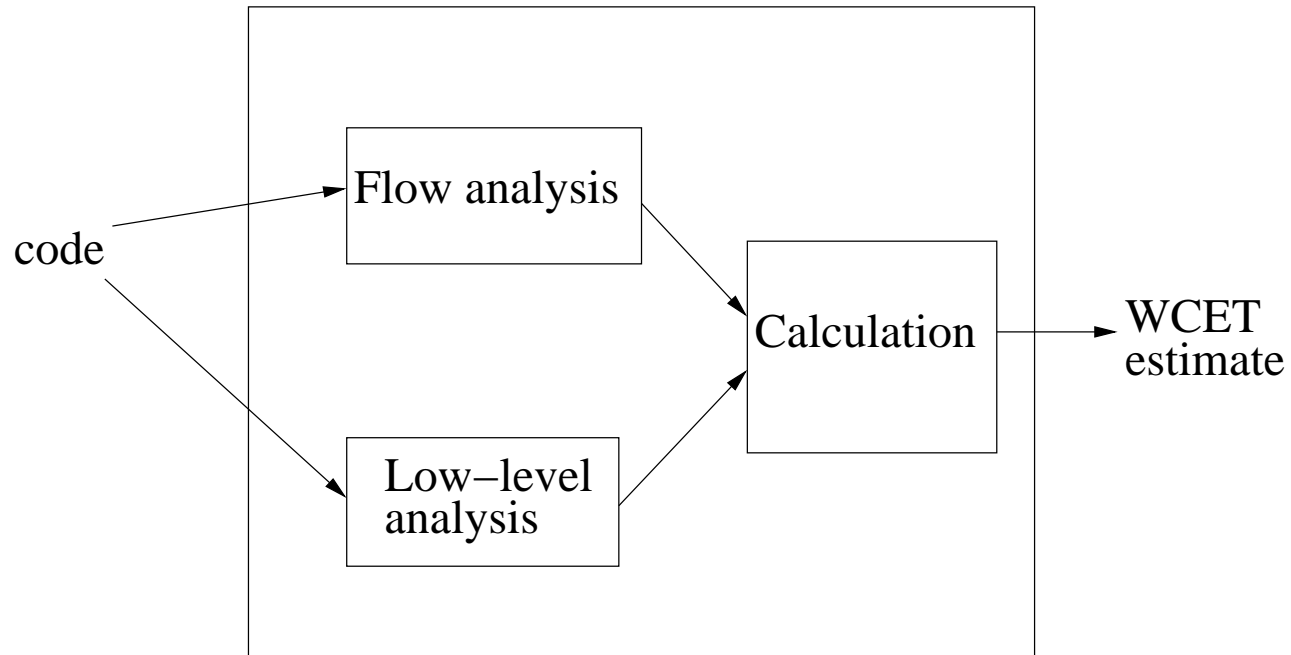 Flow analysis
code
Calculation
WCET
estimate
Low−level
analysis